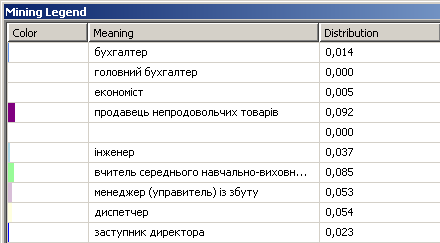 Mining Legend
Color Meaning Distribution
бухгалтер 0,014
головний бухгалтер 0,000
економіст 0,005
продавець непродовольчих товарів 0,092
0,000
інженер 0,037
вчитель середнього навчально-виховн... 0,085
менеджер (управитель) із збуту 0,053
диспетчер 0,054
заступник директора 0,023